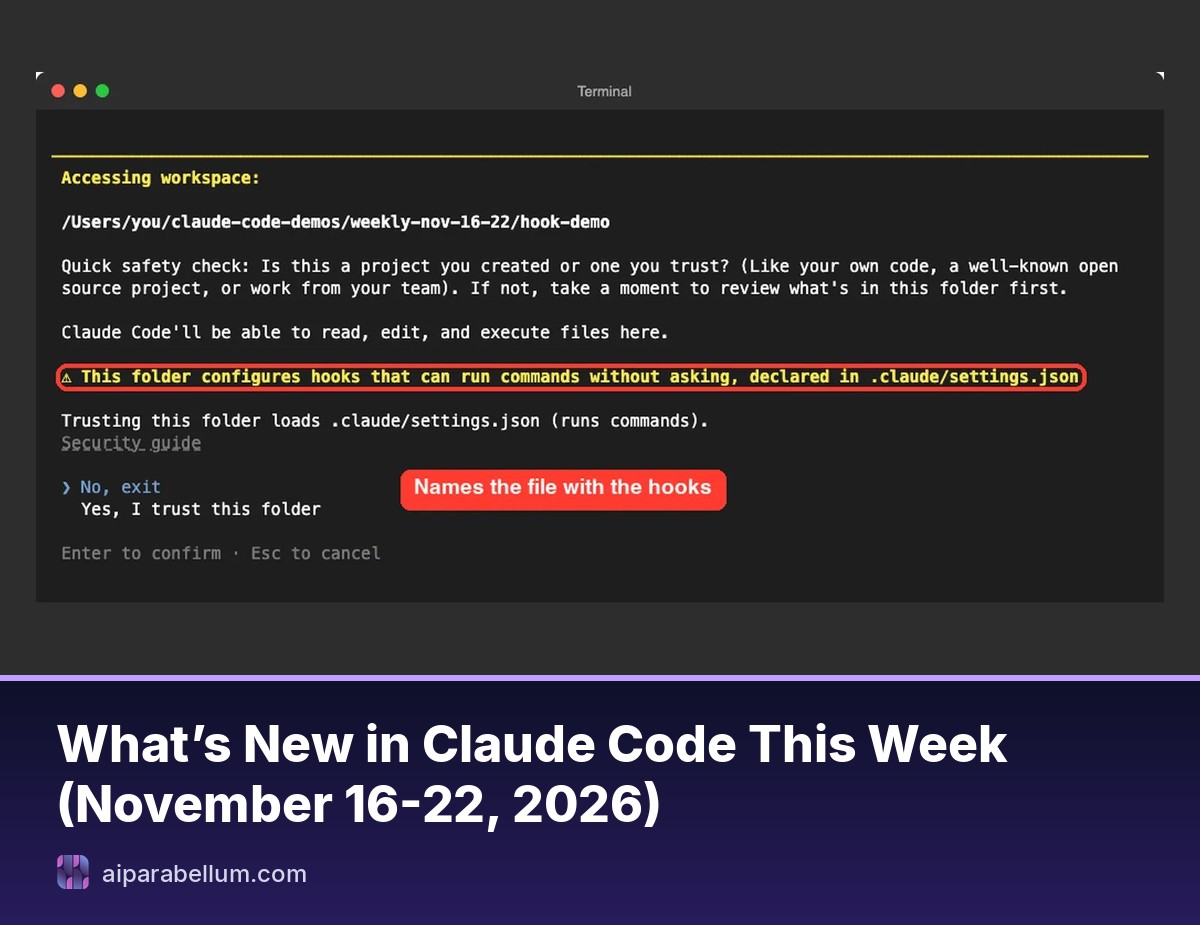 Terminal
Accessing workspace:
/Users/you/claude-code-demos/weekly-nov-16-22/hook-demo
Quick safety check: Is this a project you created or one you trust? (Like your own code, a well-known open
source project, or work from your team). If not, take a moment to review what's in this folder first.
Claude Code'll be able to read, edit, and execute files here.
⚠ This folder configures hooks that can run commands without asking, declared in .claude/settings.json
Trusting this folder loads .claude/settings.json (runs commands).
Security guide
❯ No, exit
Names the file with the hooks
Yes, I trust this folder
Enter to confirm · Esc to cancel
What’s New in Claude Code This Week
(November 16-22, 2026)
aiparabellum.com